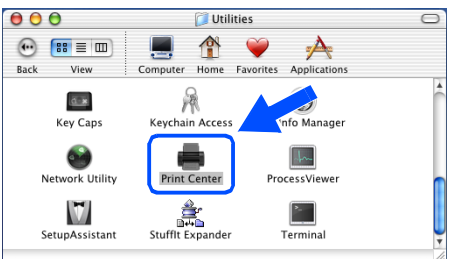 Utilities
Back View Computer Home Favorites Applications
Key Caps Keychain Access nfo Manager
Network Utility Print Center ProcessViewer
SetupAssistant StuffIt Expander Terminal